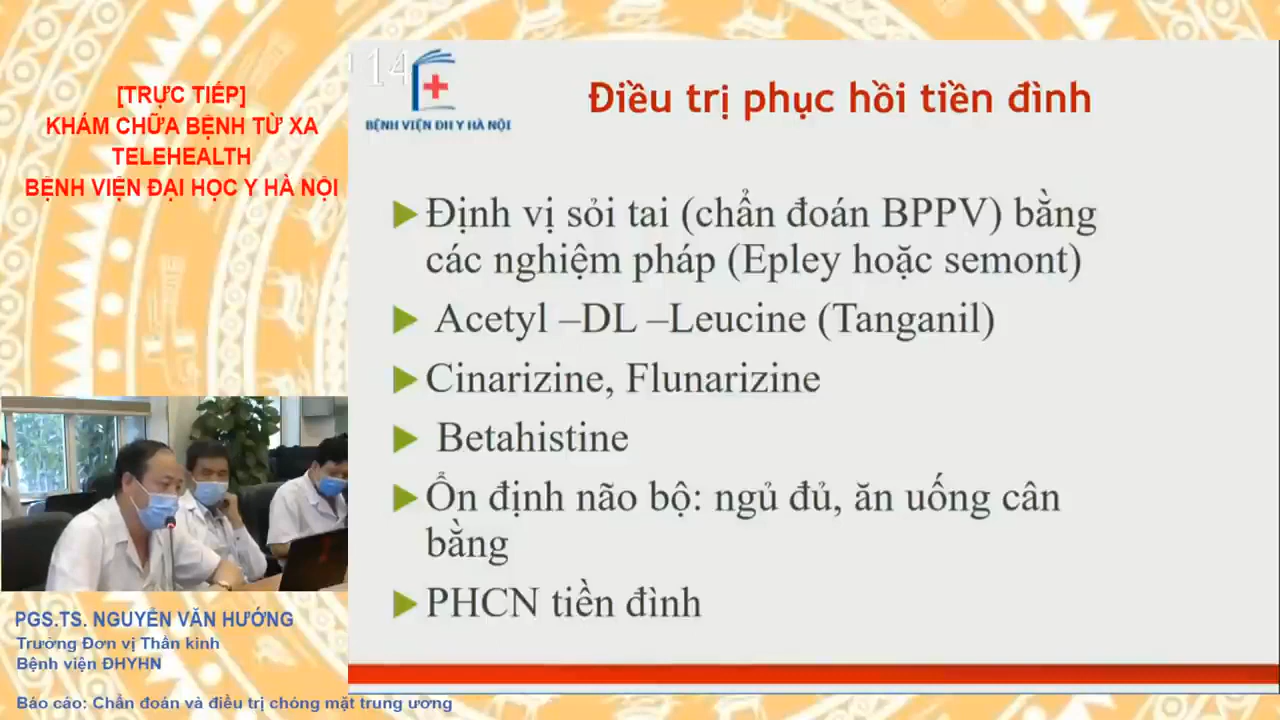 [TRỰC TIẾP]
KHÁM CHỮA BỆNH TỪ XA
TELEHEALTH
BỆNH VIỆN ĐẠI HỌC Y HÀ NỘI
14
BỆNH VIỆN ĐH Y HÀ NỘI
Điều trị phục hồi tiền đình
Định vị sỏi tai (chẩn đoán BPPV) bằng
các nghiệm pháp (Epley hoặc semont)
Acetyl –DL –Leucine (Tanganil)
Cinarizine, Flunarizine
Betahistine
Ổn định não bộ: ngủ đủ, ăn uống cân
bằng
PHCN tiền đình
PGS.TS. NGUYỄN VĂN HƯỚNG
Trưởng Đơn vị Thần kinh
Bệnh viện ĐHYHN
Báo cáo: Chẩn đoán và điều trị chóng mặt trung ương